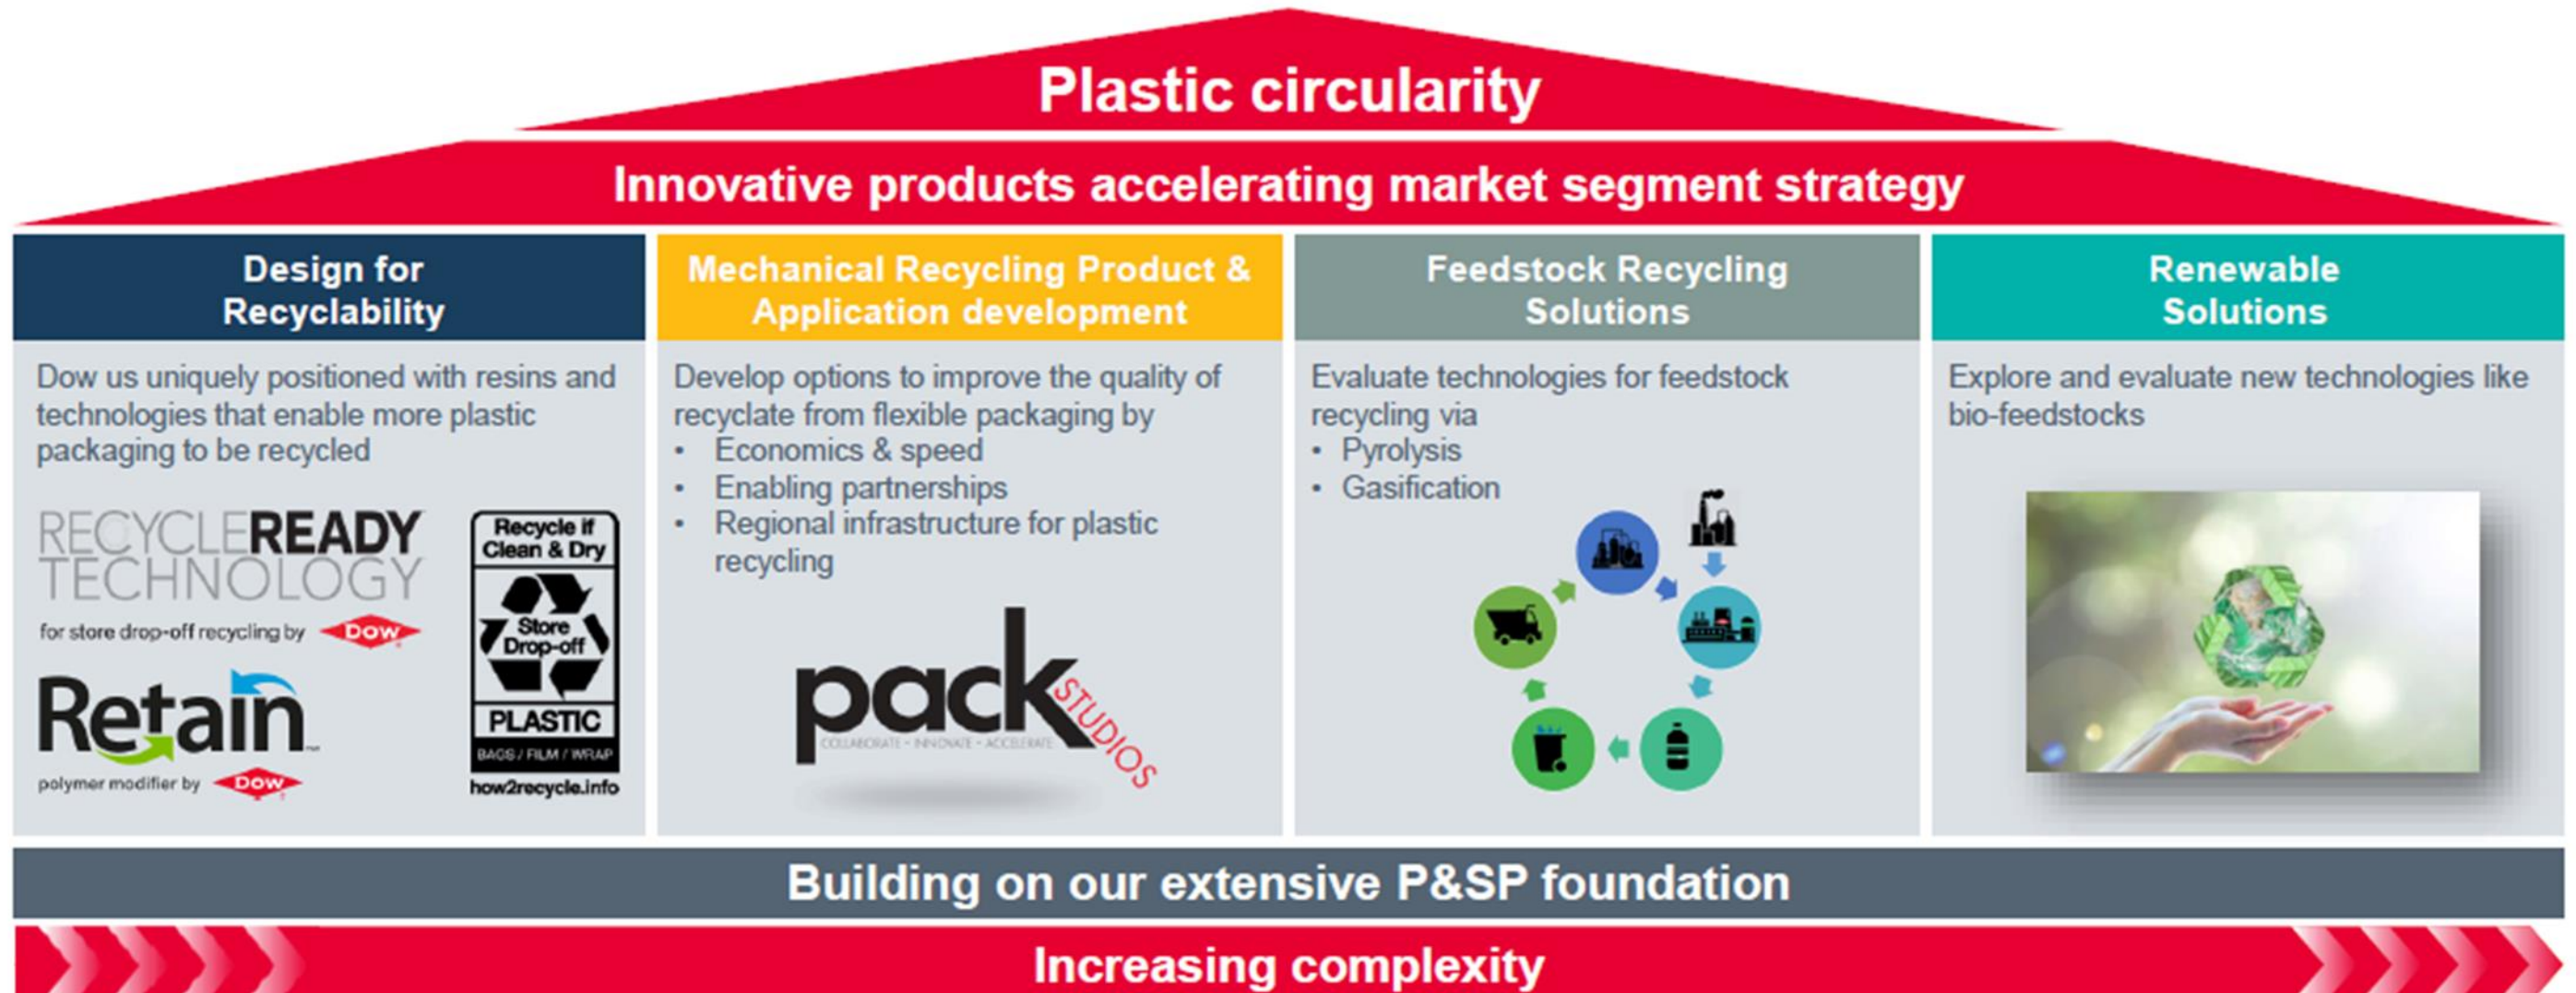 Plastic circularity
Innovative products accelerating market segment strategy
Design for
Recyclability
Dow us uniquely positioned with resins and
technologies that enable more plastic
packaging to be recycled
RECYCLEREADY
TECHNOLOGY
for store drop-off recycling by DOW
Retain
polymer modifier by DOW
Recycle if
Clean & Dry
Store
Drop-off
PLASTIC
BAGS / FILM / WRAP
how2recycle.info
Mechanical Recycling Product &
Application development
Develop options to improve the quality of
recyclate from flexible packaging by
• Economics & speed
• Enabling partnerships
• Regional infrastructure for plastic
recycling
pack
STUDIOS
COLLABORATE - INNOVATE - ACCELERATE
Feedstock Recycling
Solutions
Evaluate technologies for feedstock
recycling via
• Pyrolysis
• Gasification
Renewable
Solutions
Explore and evaluate new technologies like
bio-feedstocks
Building on our extensive P&SP foundation
Increasing complexity